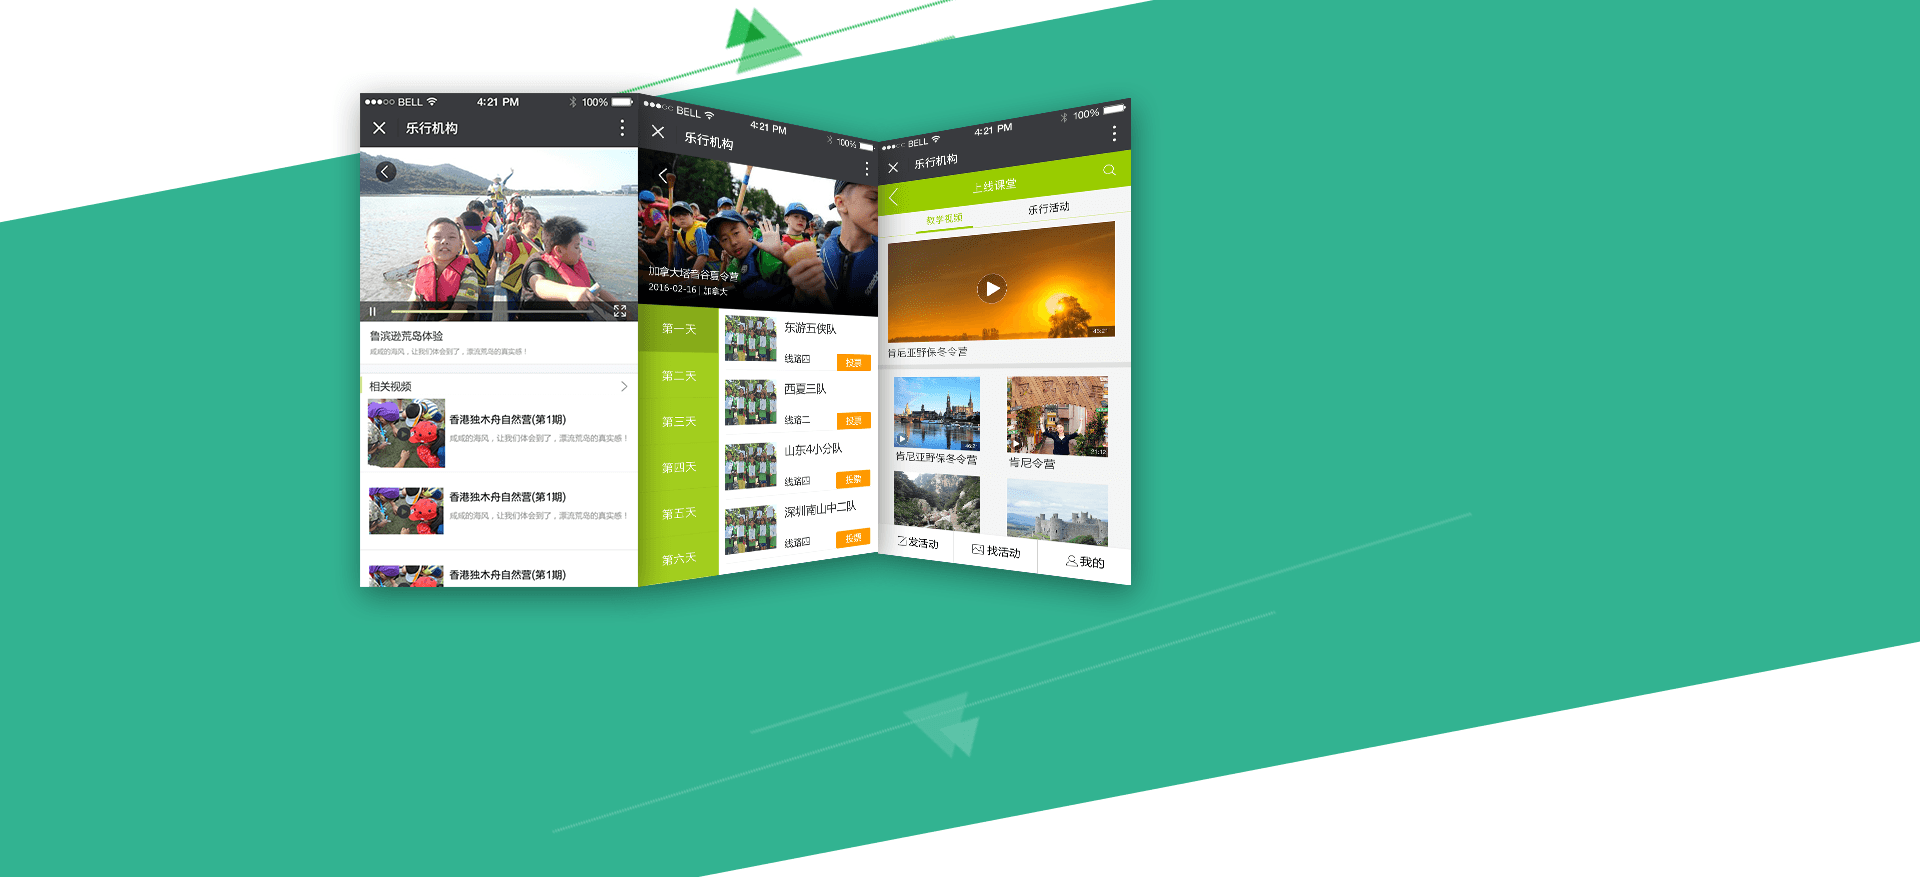 BELL 4:21 PM 100%
乐行机构
鲁滨逊荒岛体验
咸咸的海风，让我们体会到了，漂流荒岛的真实感！
相关视频
香港独木舟自然营(第1期)
咸咸的海风，让我们体会到了，漂流荒岛的真实感！
香港独木舟自然营(第1期)
咸咸的海风，让我们体会到了，漂流荒岛的真实感！
香港独木舟自然营(第1期)
BELL 4:21 PM 100%
乐行机构
加拿大塔香谷夏令营
2016-02-16 | 加拿大
第一天
第二天
第三天
第四天
第五天
第六天
东游五侠队
线路四 投票
西夏三队
线路二 投票
山东4小分队
线路四 投票
深圳南山中二队
线路四 投票
BELL 4:21 PM 100%
乐行机构
上线课堂
教学视频 乐行活动
45:21
肯尼亚野保冬令营
肯尼亚野保冬令营
21:12
肯尼令营
发活动 找活动 我的